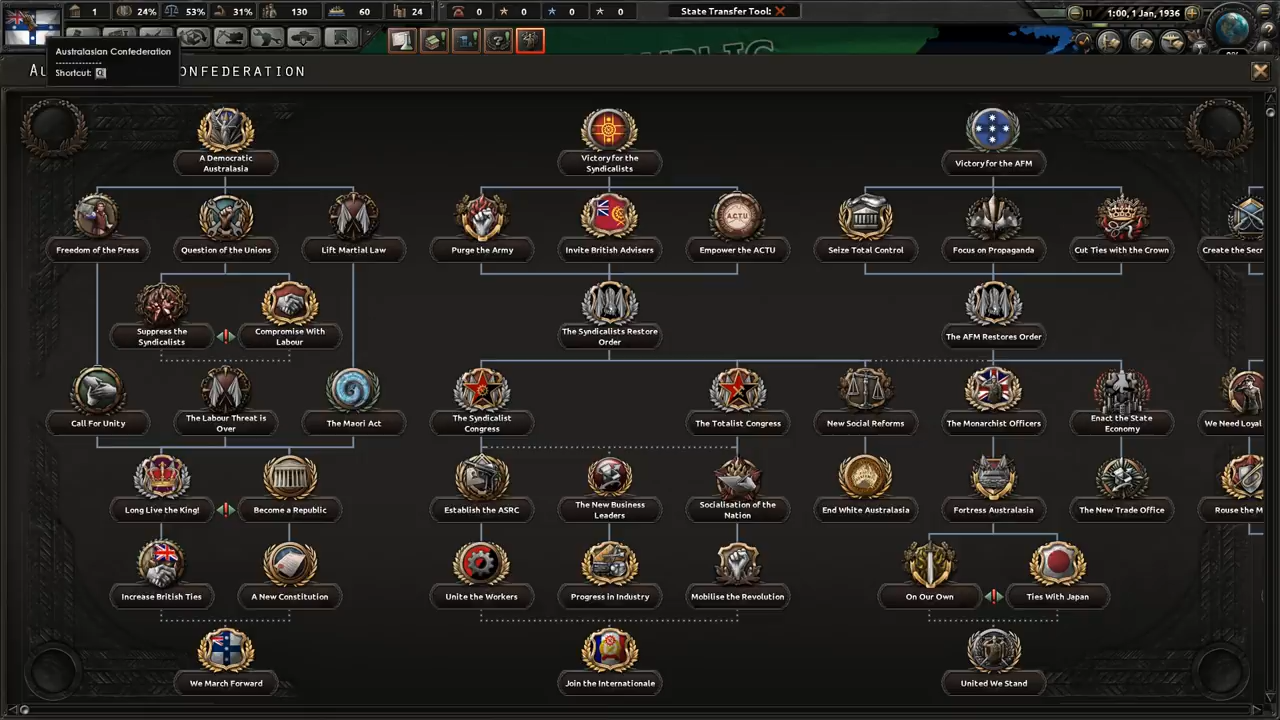 1 24% 53% 31% 130 60 24 0 0 0 0 State Transfer Tool: 1:00, 1 Jan, 1936
Australasian Confederation
--------------
Shortcut: Q
CONFEDERATION
A Democratic
Australasia
Victory for the
Syndicalists
Victory for the AFM
Freedom of the Press
Question of the Unions
Lift Martial Law
Purge the Army
Invite British Advisers
ACTU
Empower the ACTU
Seize Total Control
Focus on Propaganda
Cut Ties with the Crown
Create the Sec
Suppress the
Syndicalists
Compromise With
Labour
The Syndicalists Restore
Order
The AFM Restores Order
Call For Unity
The Labour Threat is
Over
The Maori Act
The Syndicalist
Congress
The Totalist Congress
New Social Reforms
The Monarchist Officers
Enact the State
Economy
We Need Loyal
Long Live the King!
Become a Republic
Establish the ASRC
The New Business
Leaders
Socialisation of the
Nation
End White Australasia
Fortress Australasia
The New Trade Office
Rouse the M
Increase British Ties
A New Constitution
Unite the Workers
Progress in Industry
Mobilise the Revolution
On Our Own
Ties With Japan
We March Forward
Join the Internationale
United We Stand